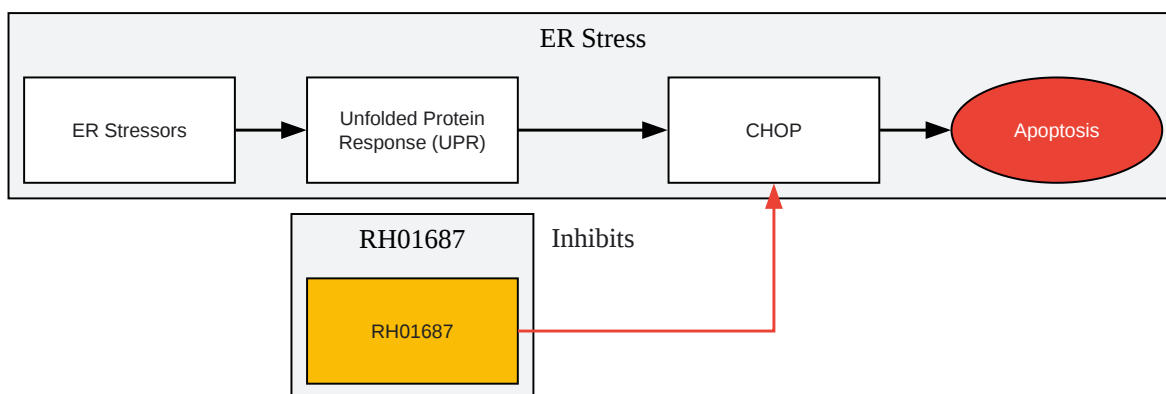 ER Stress
ER Stressors
Unfolded Protein
Response (UPR)
CHOP
Apoptosis
RH01687
Inhibits
RH01687